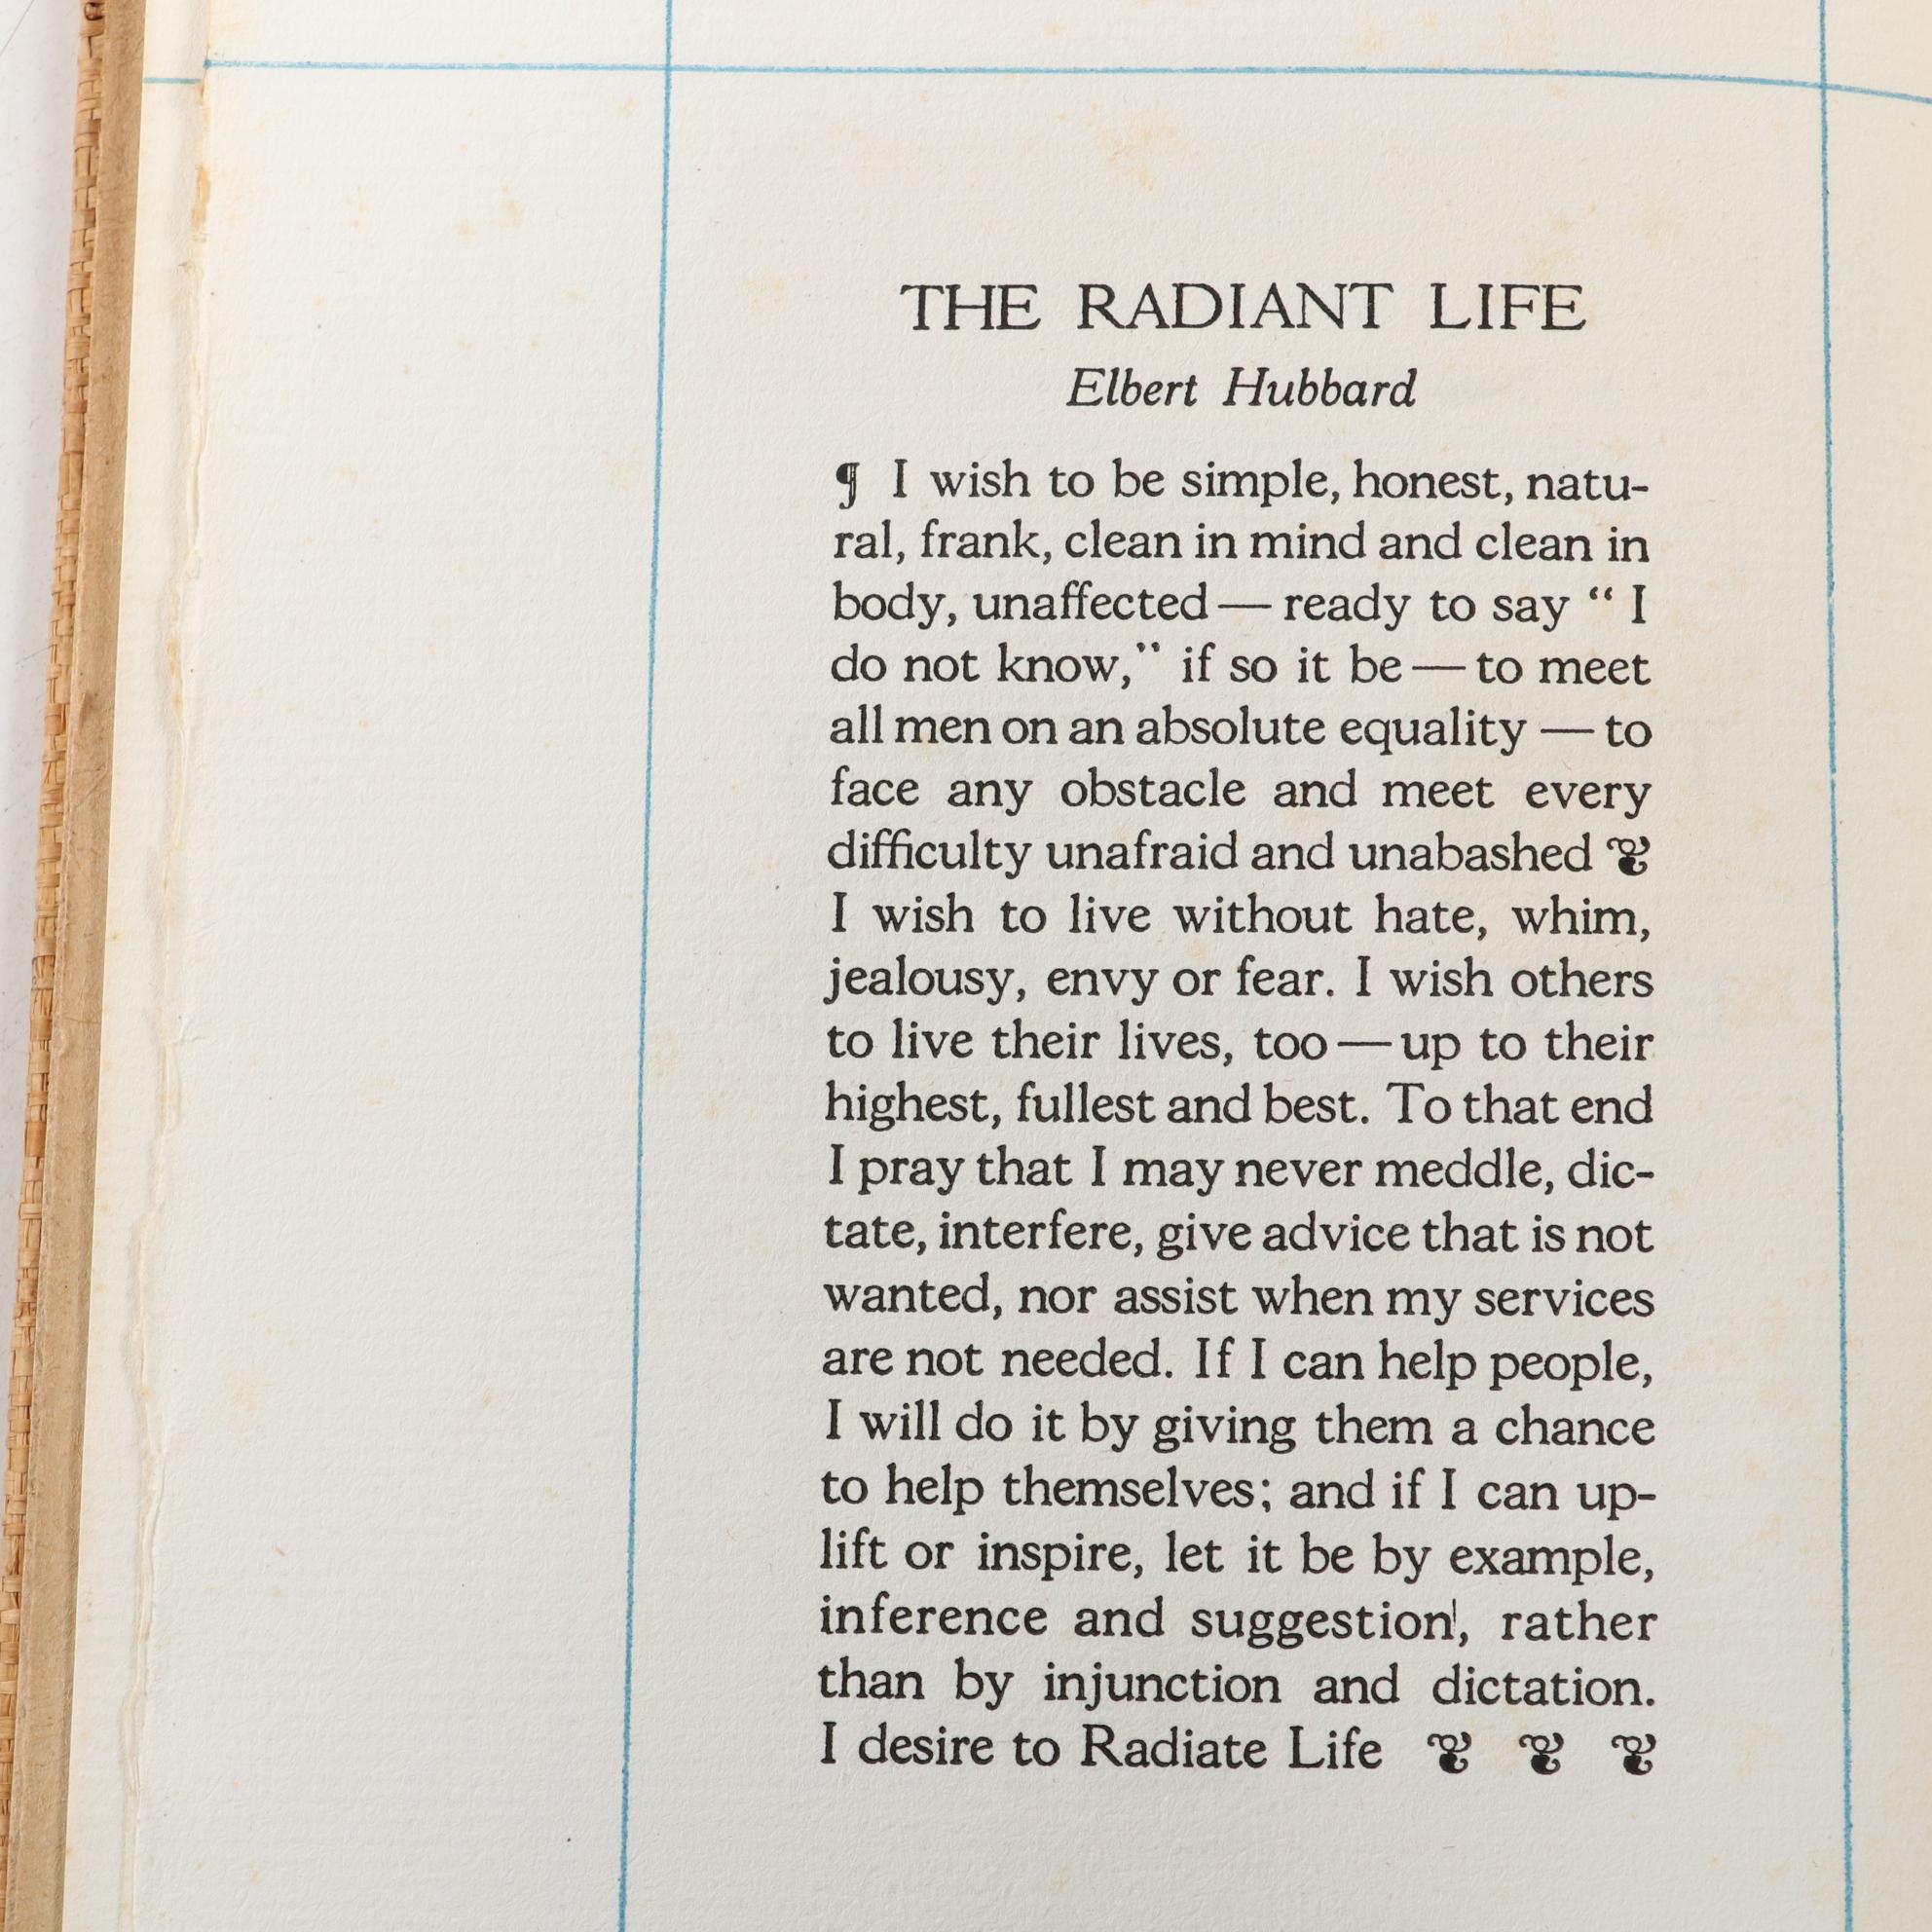 THE RADIANT LIFE
Elbert Hubbard
¶ I wish to be simple, honest, natu-
ral, frank, clean in mind and clean in
body, unaffected — ready to say “ I
do not know,” if so it be — to meet
all men on an absolute equality — to
face any obstacle and meet every
difficulty unafraid and unabashed
I wish to live without hate, whim,
jealousy, envy or fear. I wish others
to live their lives, too — up to their
highest, fullest and best. To that end
I pray that I may never meddle, dic-
tate, interfere, give advice that is not
wanted, nor assist when my services
are not needed. If I can help people,
I will do it by giving them a chance
to help themselves; and if I can up-
lift or inspire, let it be by example,
inference and suggestion, rather
than by injunction and dictation.
I desire to Radiate Life